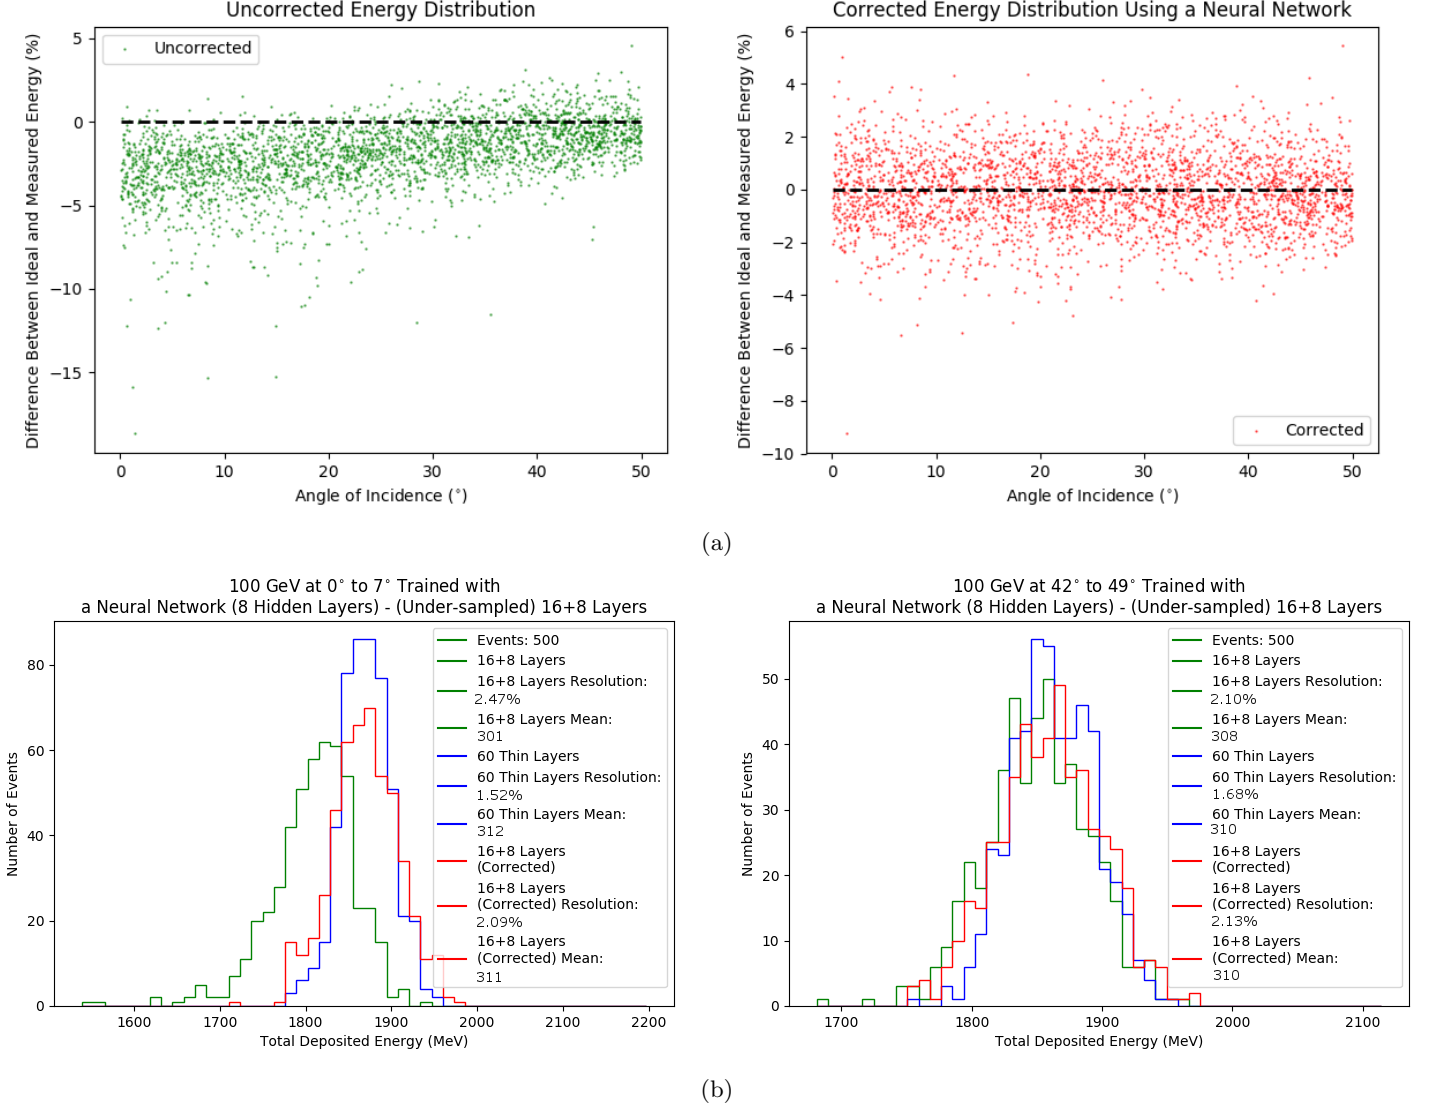 Uncorrected Energy Distribution
Difference Between Ideal and Measured Energy (%)
5
0
−5
−10
−15
Uncorrected
0
10
20
30
40
50
Angle of Incidence (°)
Corrected Energy Distribution Using a Neural Network
Difference Between Ideal and Measured Energy (%)
6
4
2
0
−2
−4
−6
−8
−10
Corrected
0
10
20
30
40
50
Angle of Incidence (°)
(a)
100 GeV at 0° to 7° Trained with
a Neural Network (8 Hidden Layers) - (Under-sampled) 16+8 Layers
Number of Events
80
60
40
20
0
Events: 500
16+8 Layers
16+8 Layers Resolution:
2.47%
16+8 Layers Mean:
301
60 Thin Layers
60 Thin Layers Resolution:
1.52%
60 Thin Layers Mean:
312
16+8 Layers
(Corrected)
16+8 Layers
(Corrected) Resolution:
2.09%
16+8 Layers
(Corrected) Mean:
311
1600
1700
1800
1900
2000
2100
2200
Total Deposited Energy (MeV)
100 GeV at 42° to 49° Trained with
a Neural Network (8 Hidden Layers) - (Under-sampled) 16+8 Layers
Number of Events
50
40
30
20
10
0
Events: 500
16+8 Layers
16+8 Layers Resolution:
2.10%
16+8 Layers Mean:
308
60 Thin Layers
60 Thin Layers Resolution:
1.68%
60 Thin Layers Mean:
310
16+8 Layers
(Corrected)
16+8 Layers
(Corrected) Resolution:
2.13%
16+8 Layers
(Corrected) Mean:
310
1700
1800
1900
2000
2100
Total Deposited Energy (MeV)
(b)